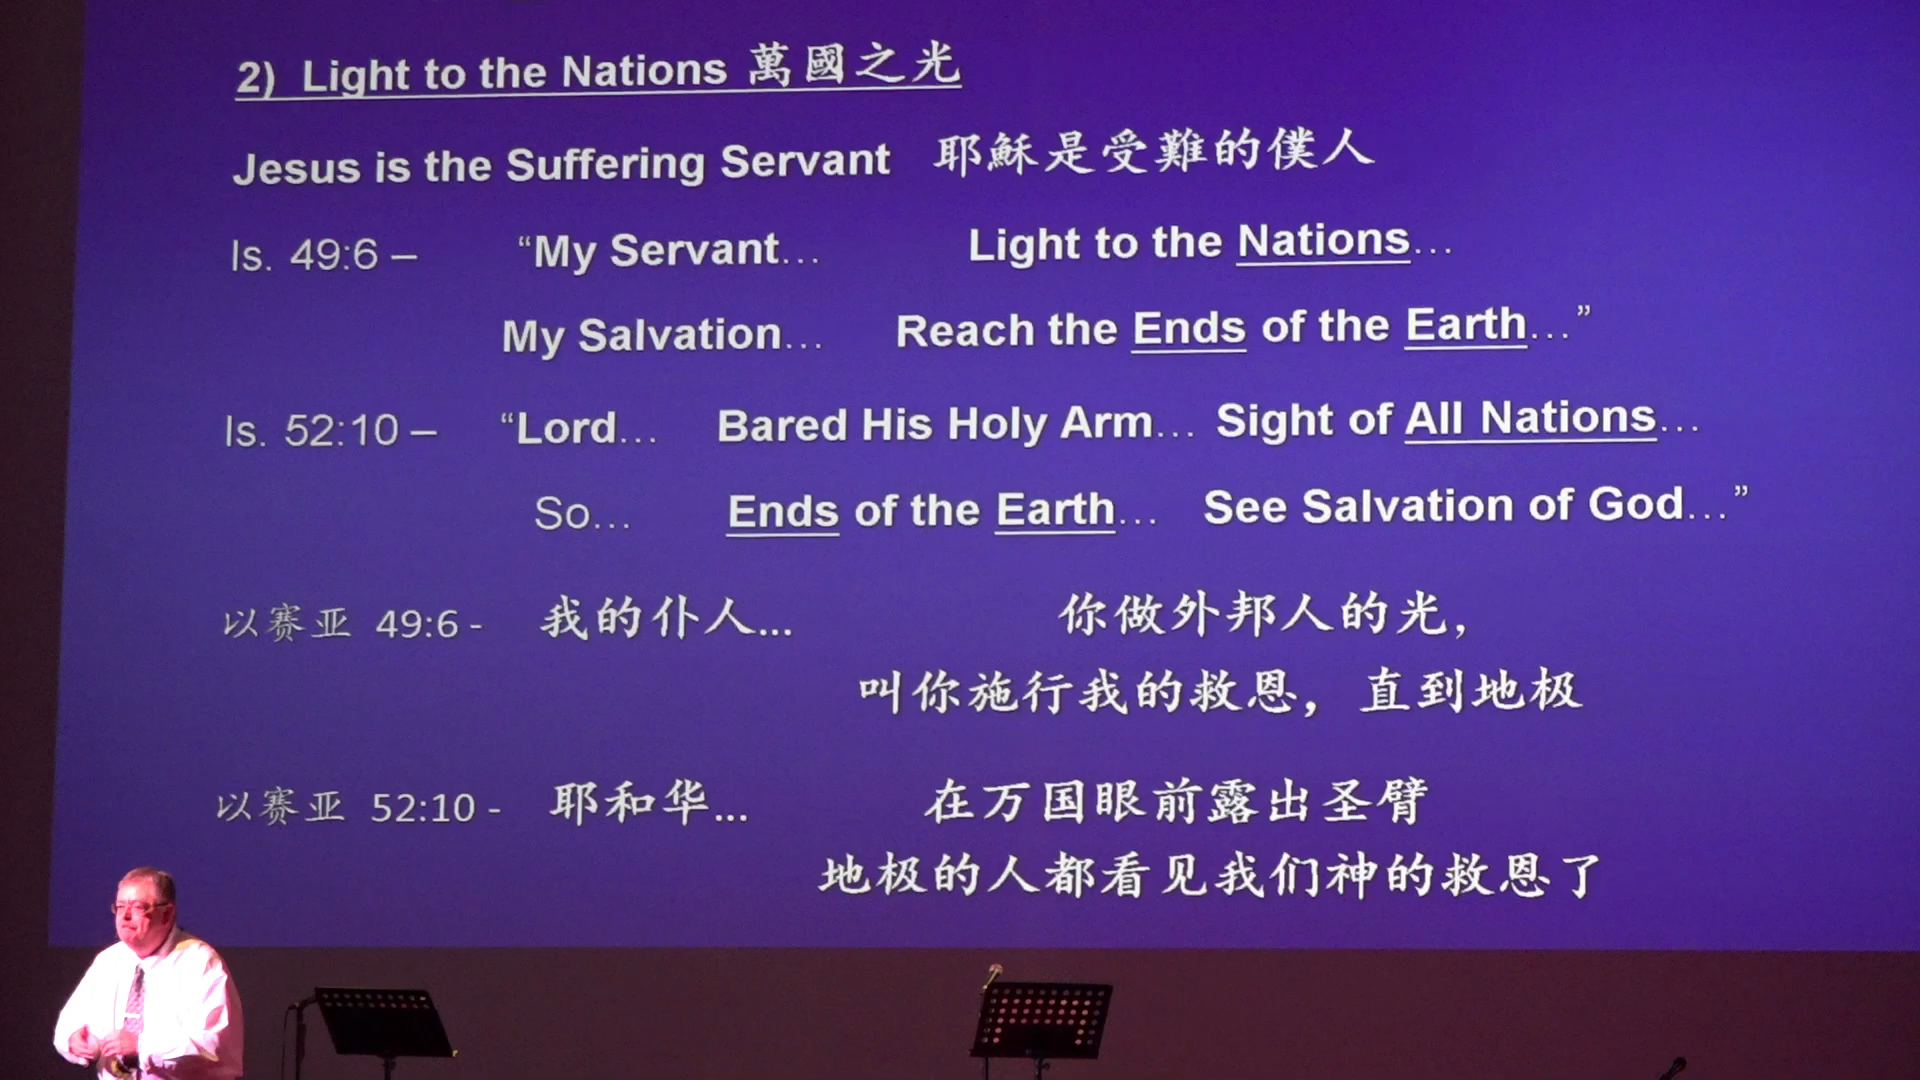 2) Light to the Nations 萬國之光
Jesus is the Suffering Servant 耶穌是受難的僕人
Is. 49:6 – “My Servant… Light to the Nations…
My Salvation… Reach the Ends of the Earth…”
Is. 52:10 – “Lord… Bared His Holy Arm… Sight of All Nations…
So… Ends of the Earth… See Salvation of God…”
以赛亚 49:6 - 我的仆人... 你做外邦人的光，
叫你施行我的救恩，直到地极
以赛亚 52:10 - 耶和华... 在万国眼前露出圣臂
地极的人都看见我们神的救恩了